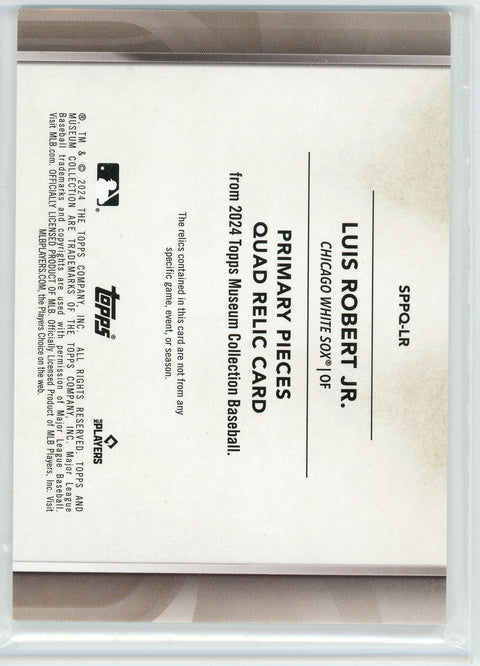 SPPQ-LR
LUIS ROBERT JR.
CHICAGO WHITE SOX® | OF
PRIMARY PIECES
QUAD RELIC CARD
from 2024 Topps Museum Collection Baseball.
The relics contained in this card are not from any
specific game, event, or season.
®
topps®
MLB PLAYERS
®, TM & © 2024 THE TOPPS COMPANY, INC. ALL RIGHTS RESERVED. TOPPS AND
MUSEUM COLLECTION ARE TRADEMARKS OF THE TOPPS COMPANY, INC. Major League
Baseball trademarks and copyrights are used with permission of Major League Baseball.
Visit MLB.com. OFFICIALLY LICENSED PRODUCT OF MLB. Officially Licensed Product of MLB Players, Inc. Visit
MLBPLAYERS.COM, the Players Choice on the web.